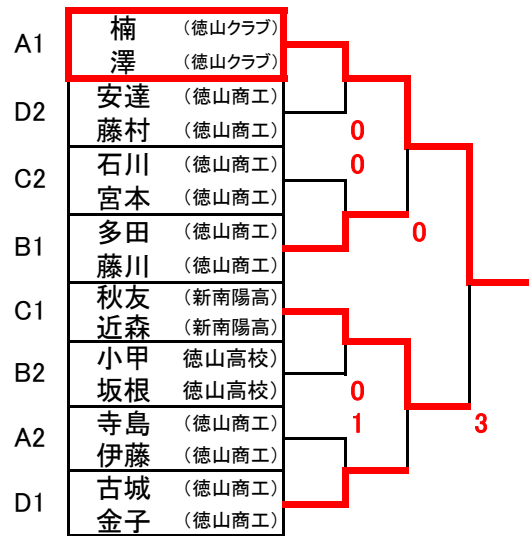 A1 楠 (徳山クラブ)
澤 (徳山クラブ)
D2 安達 (徳山商工)
藤村 (徳山商工)
0
C2 石川 (徳山商工)
0
宮本 (徳山商工)
B1 多田 (徳山商工)
0
藤川 (徳山商工)
C1 秋友 (新南陽高)
近森 (新南陽高)
B2 小甲 徳山高校)
坂根 徳山高校)
0
A2 寺島 (徳山商工)
1
3
伊藤 (徳山商工)
D1 古城 (徳山商工)
金子 (徳山商工)